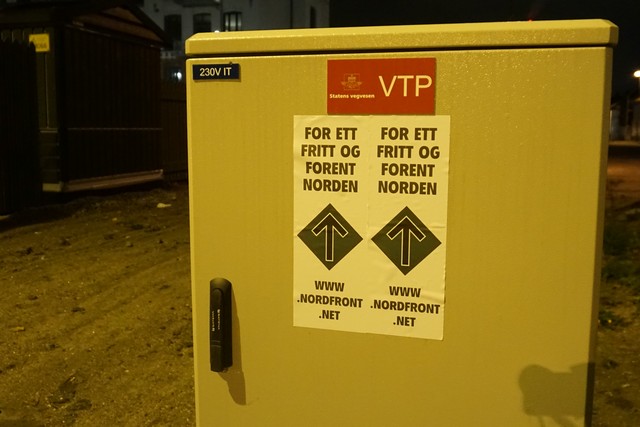 230V IT
Statens vegvesen
VTP
FOR ETT
FRITT OG
FORENT
NORDEN
WWW
.NORDFRONT
.NET
FOR ETT
FRITT OG
FORENT
NORDEN
WWW
.NORDFRONT
.NET